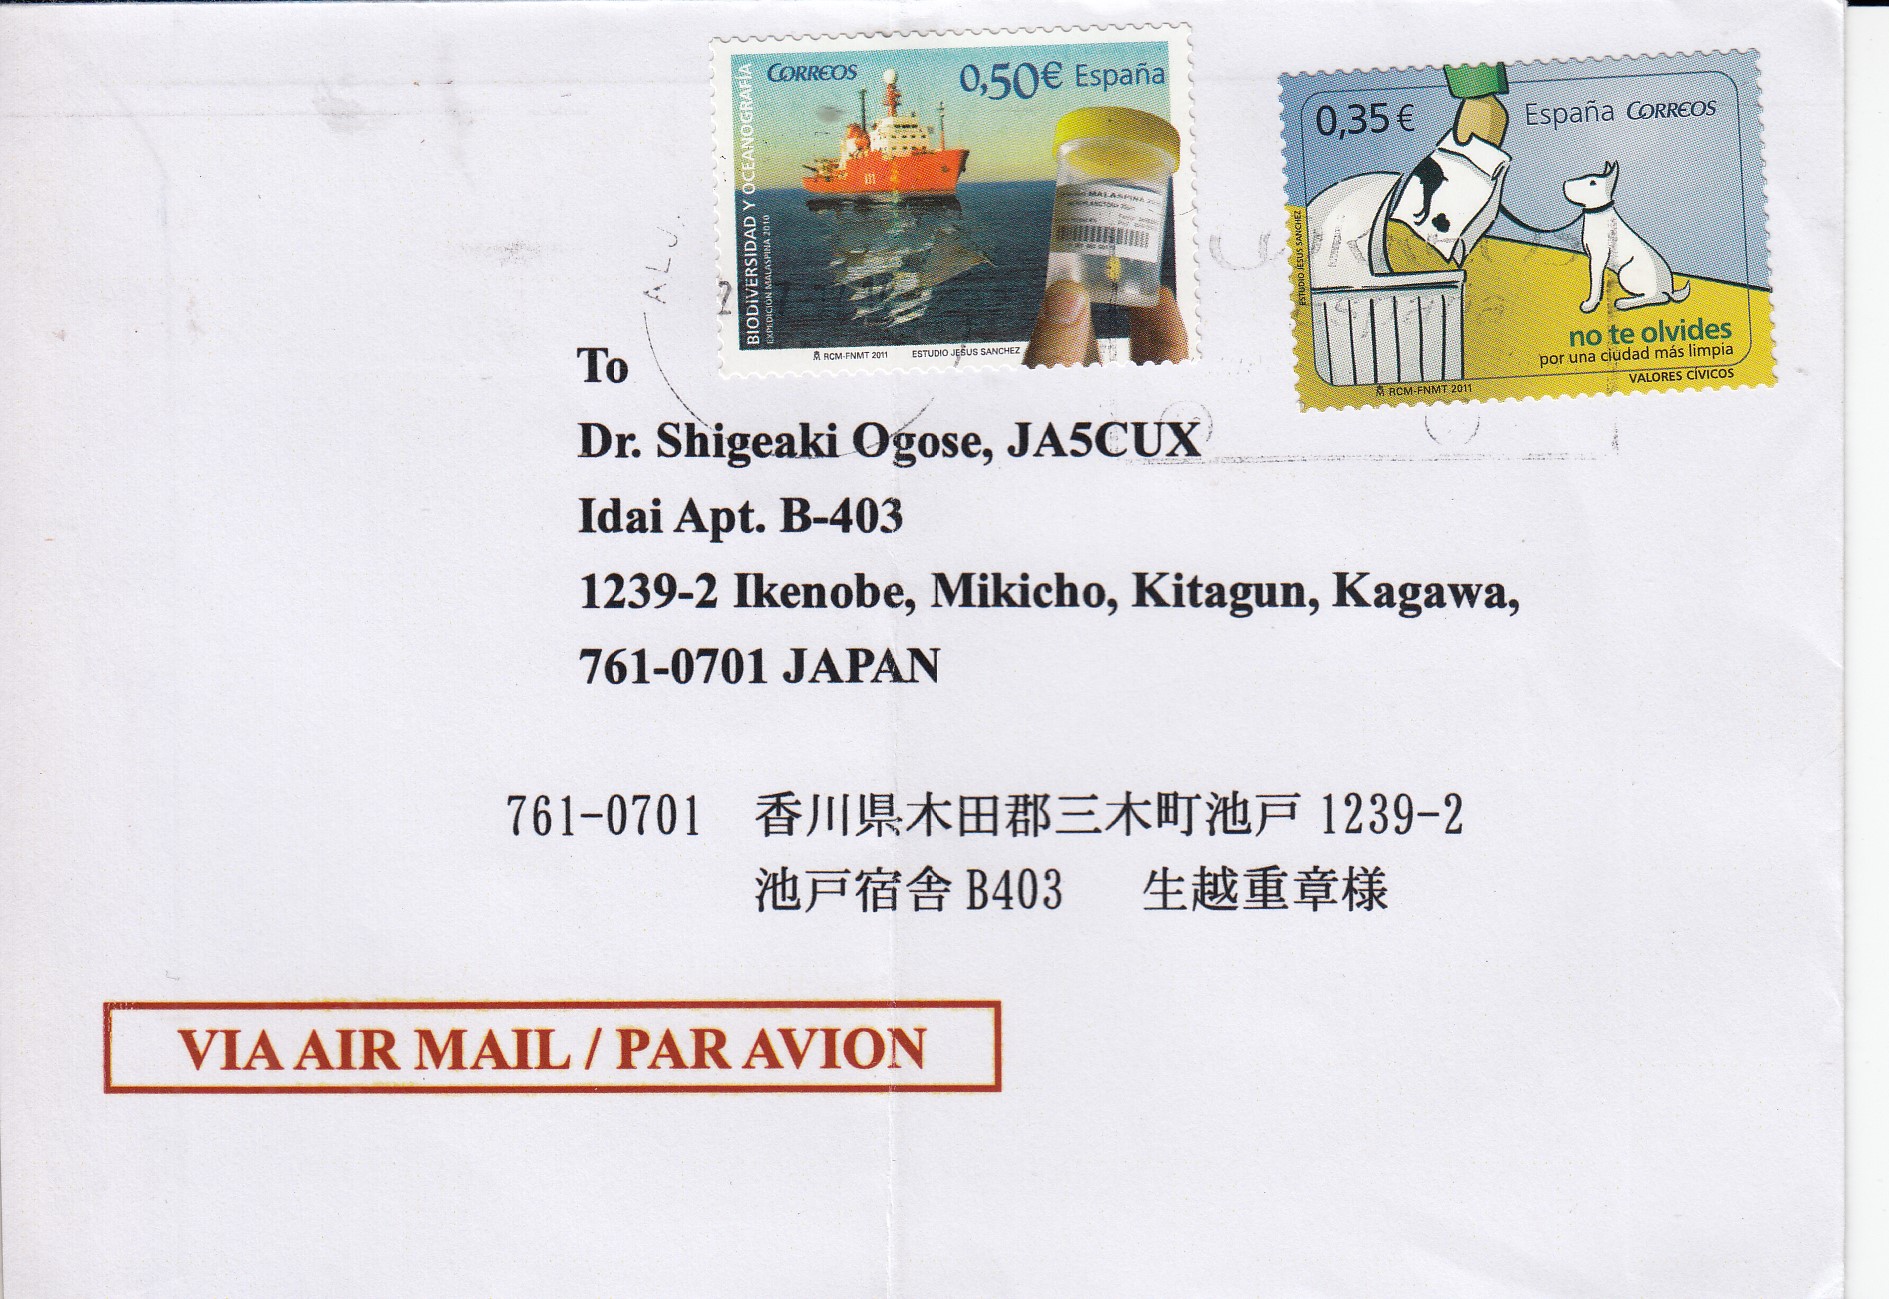 CORREOS 0,50€ España
BIODIVERSIDAD Y OCEANOGRAFÍA
EXPEDICIÓN MALASPINA 2010
MALASPINA
RCM-FNMT 2011 ESTUDIO JESÚS SANCHEZ
0,35€ España CORREOS
ESTUDIO JESUS SANCHEZ
no te olvides
por una ciudad más limpia
VALORES CÍVICOS
RCM-FNMT 2011
To
Dr. Shigeaki Ogose, JA5CUX
Idai Apt. B-403
1239-2 Ikenobe, Mikicho, Kitagun, Kagawa,
761-0701 JAPAN
761-0701 香川県木田郡三木町池戸 1239-2
池戸宿舎 B403 生越重章様
VIA AIR MAIL / PAR AVION